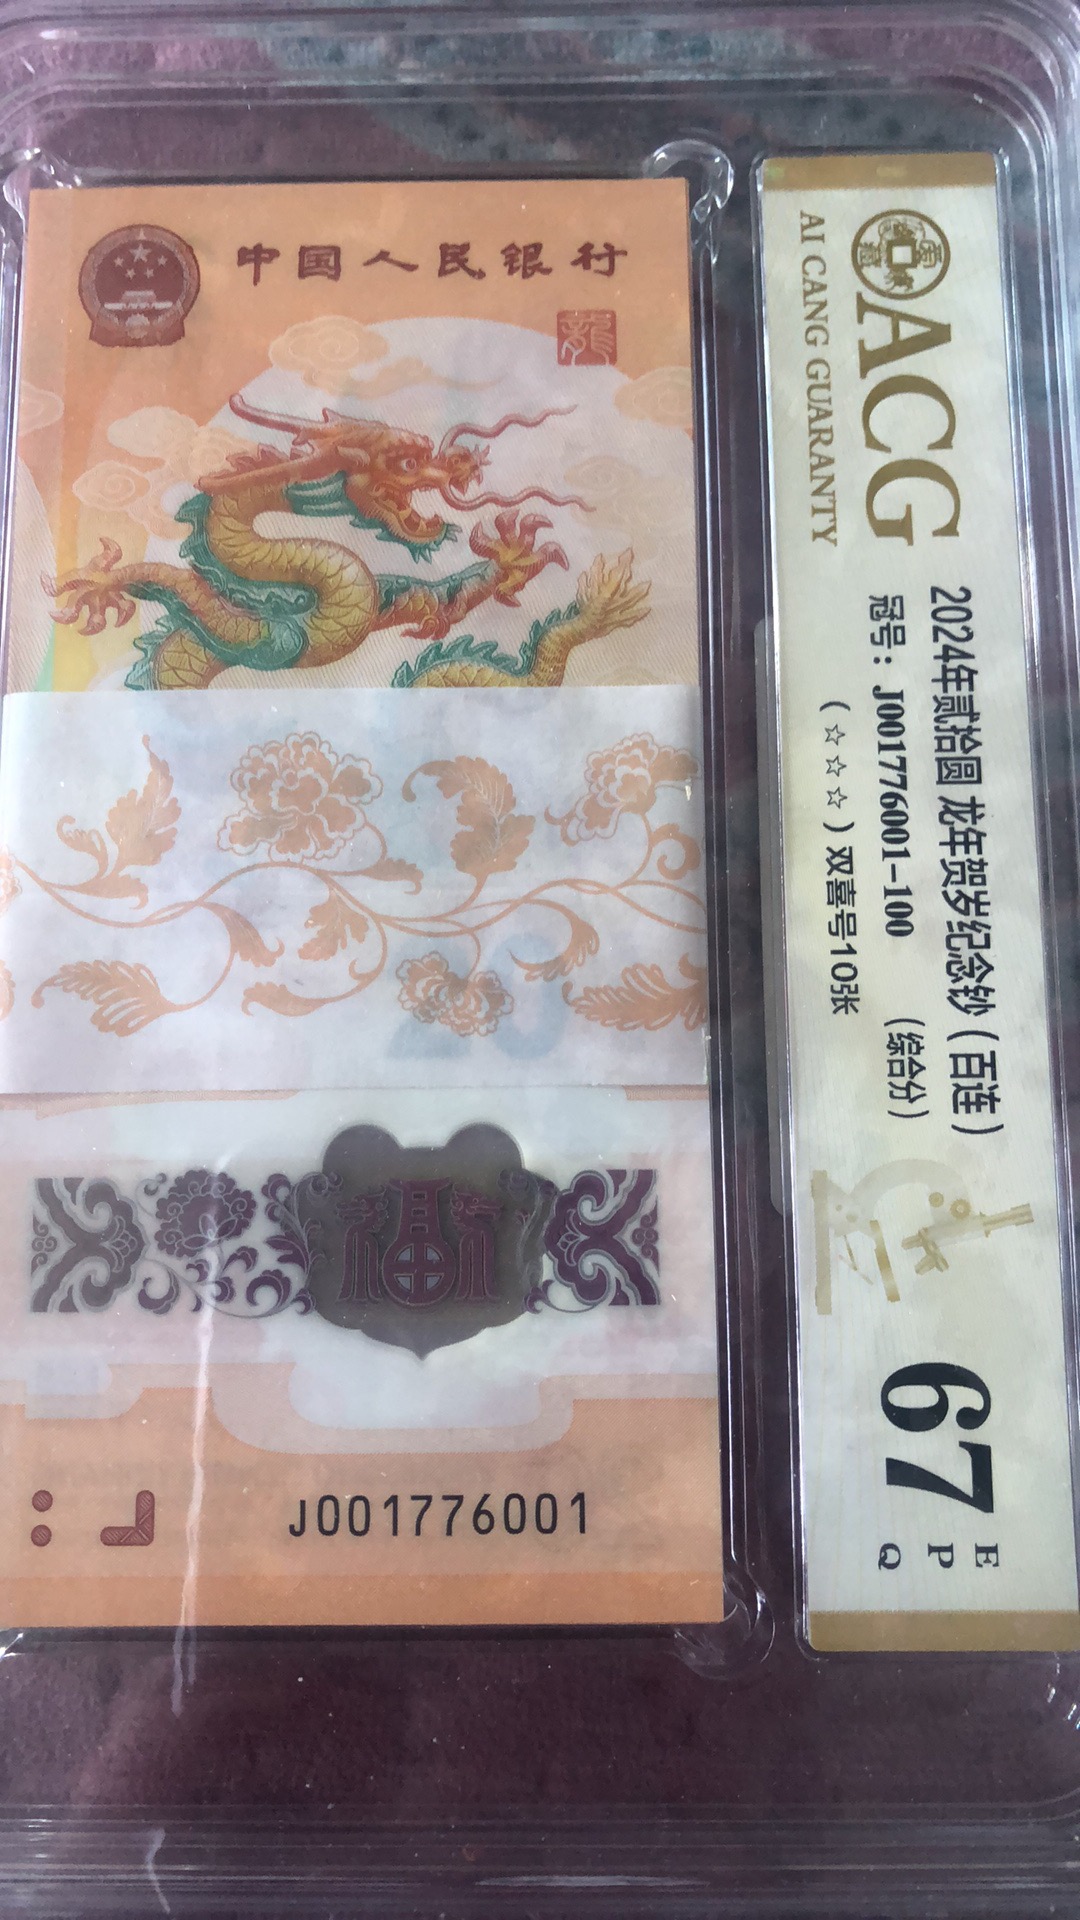 中国人民银行
龍
J001776001
ACG
AI CANG GUARANTY
2024年贰拾圆 龙年贺岁纪念钞（百连）
冠号：J001776001-100 （综合分）
（☆☆☆）双喜号10张
67
E
P
Q